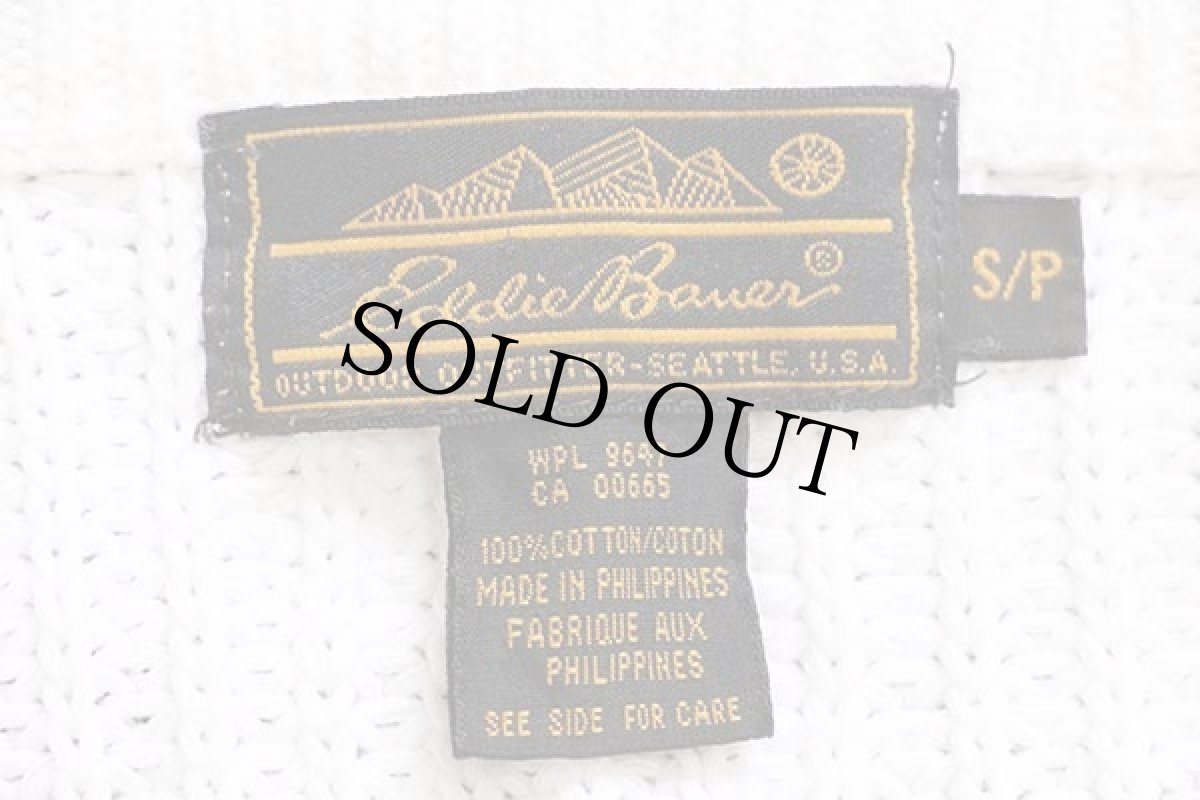 Eddie Bauer®
OUTDOOR OUTFITTER-SEATTLE, U.S.A.
S/P
SOLD OUT
WPL
CA 00665
100%COTTON/COTON
MADE IN PHILIPPINES
FABRIQUE AUX
PHILIPPINES
SEE SIDE FOR CARE